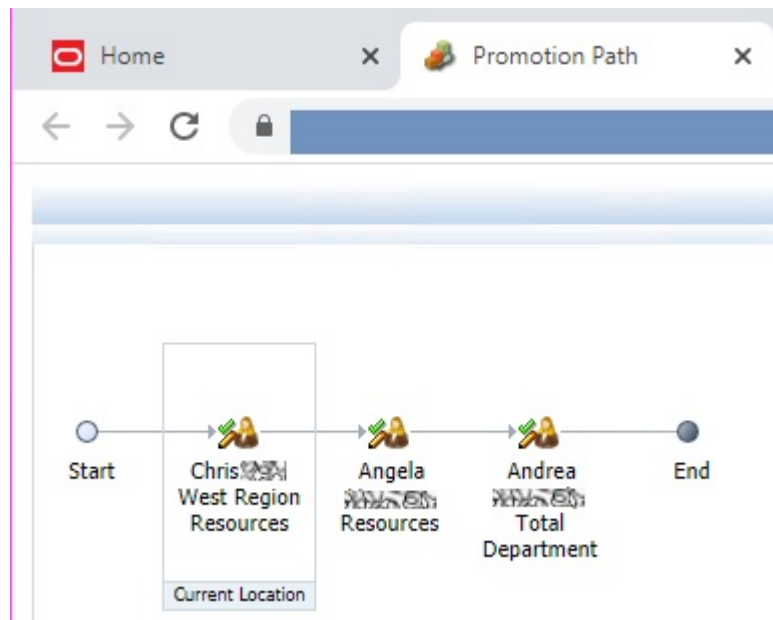 Home
Promotion Path
Start
Chris
West Region
Resources
Current Location
Angela
Resources
Andrea
Total
Department
End